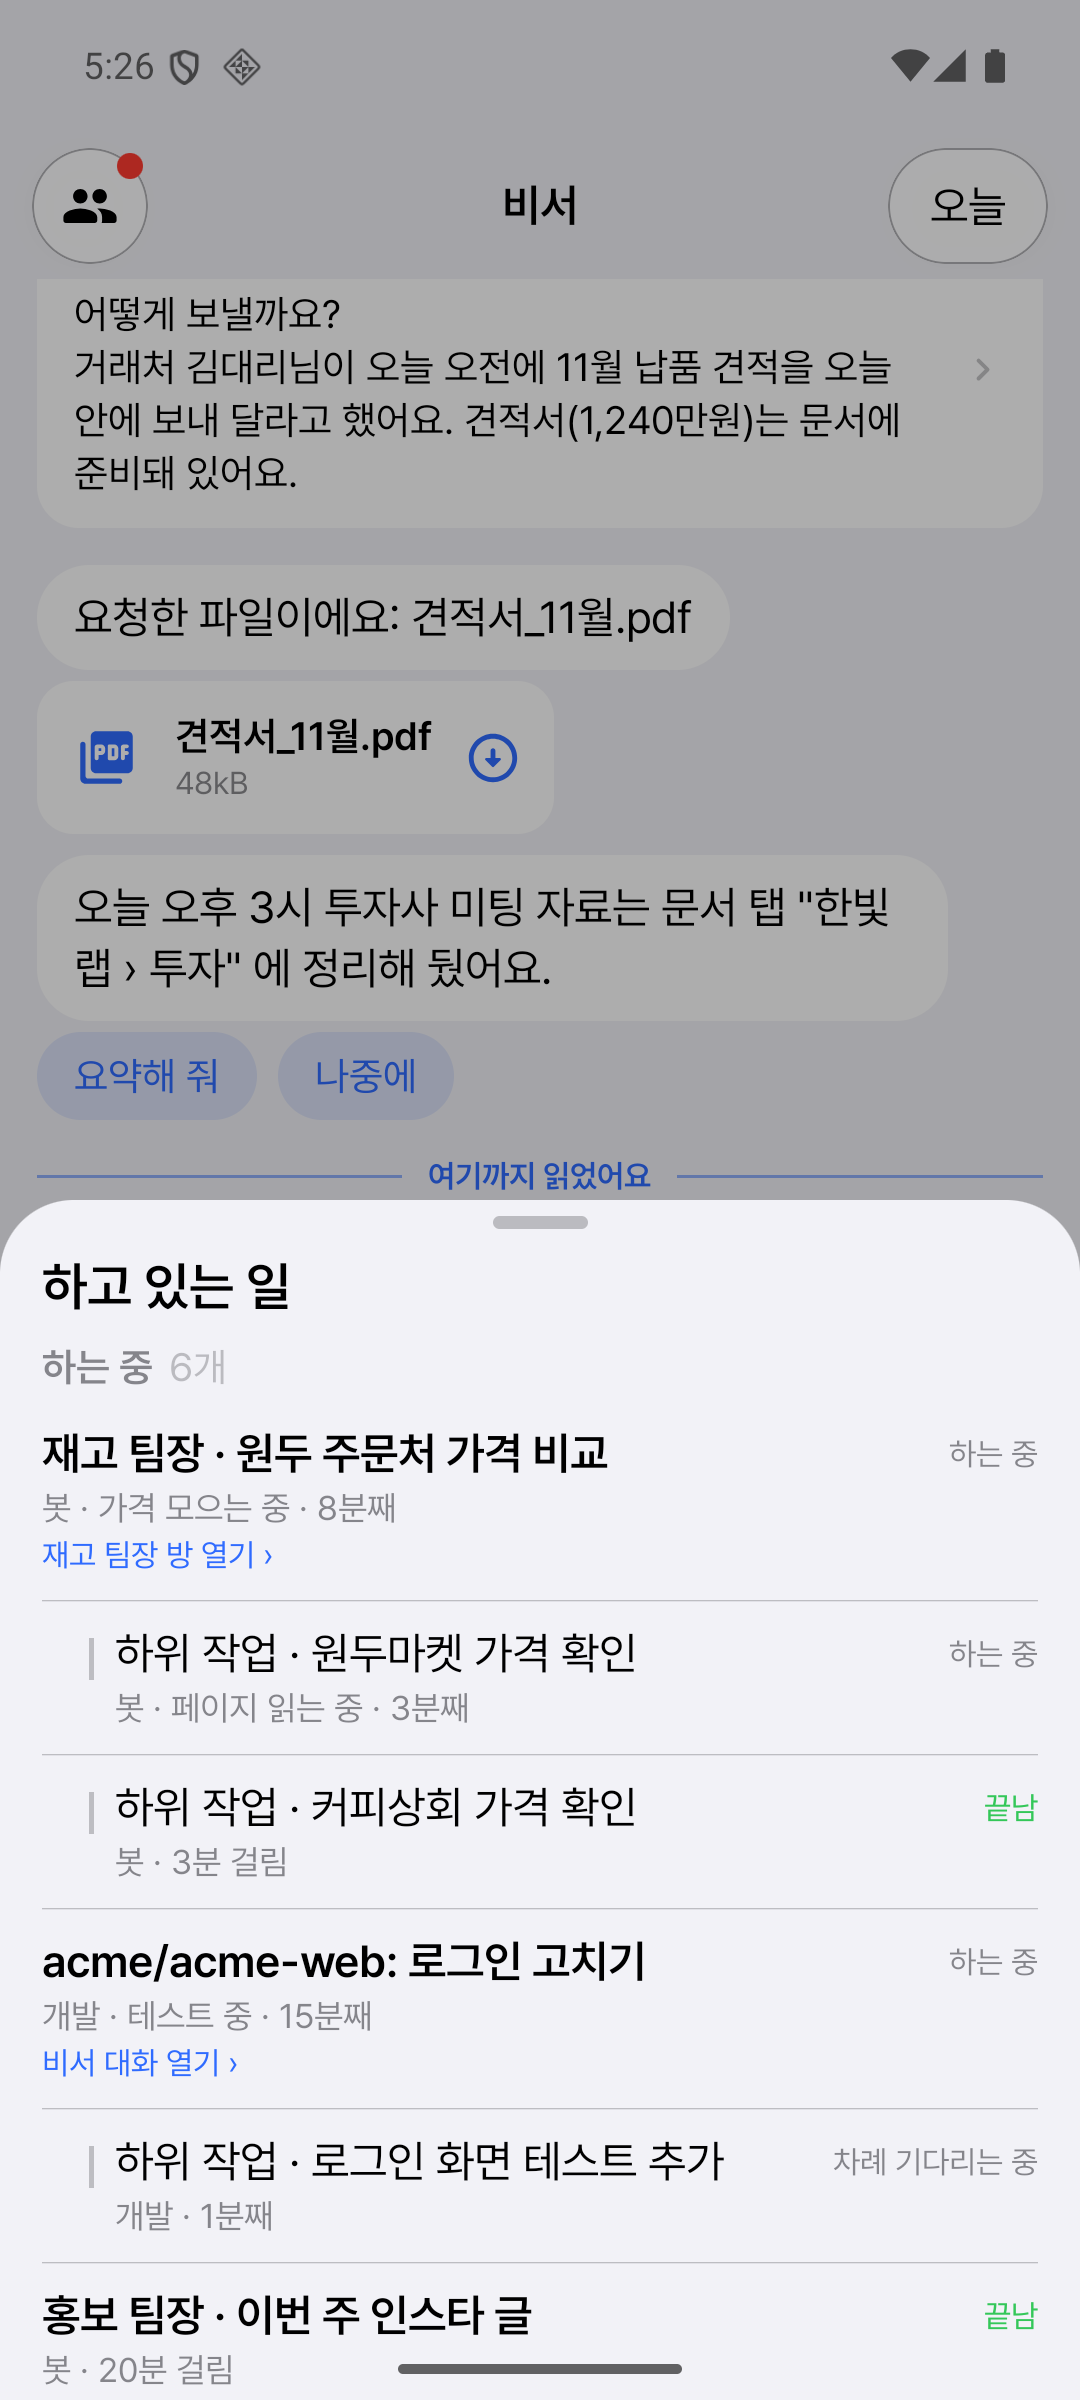 5:26
비서
오늘
어떻게 보낼까요?
거래처 김대리님이 오늘 오전에 11월 납품 견적을 오늘
안에 보내 달라고 했어요. 견적서(1,240만원)는 문서에
준비돼 있어요.
요청한 파일이에요: 견적서_11월.pdf
PDF
견적서_11월.pdf
48kB
오늘 오후 3시 투자사 미팅 자료는 문서 탭 "한빛
랩 › 투자" 에 정리해 뒀어요.
요약해 줘
나중에
여기까지 읽었어요
하고 있는 일
하는 중 6개
재고 팀장 · 원두 주문처 가격 비교
하는 중
봇 · 가격 모으는 중 · 8분째
재고 팀장 방 열기 ›
하위 작업 · 원두마켓 가격 확인
하는 중
봇 · 페이지 읽는 중 · 3분째
하위 작업 · 커피상회 가격 확인
끝남
봇 · 3분 걸림
acme/acme-web: 로그인 고치기
하는 중
개발 · 테스트 중 · 15분째
비서 대화 열기 ›
하위 작업 · 로그인 화면 테스트 추가
차례 기다리는 중
개발 · 1분째
홍보 팀장 · 이번 주 인스타 글
끝남
봇 · 20분 걸림